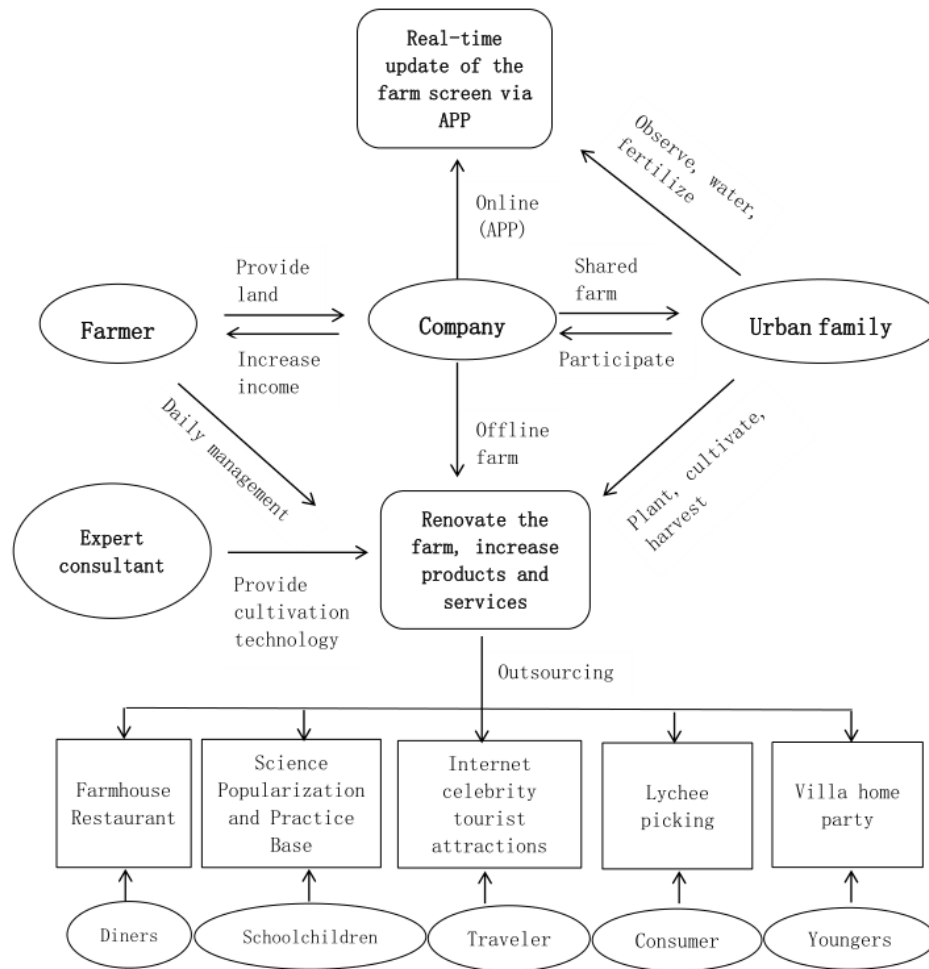 Real-time
update of the
farm screen via
APP
Observe, water,
fertilize
Online
(APP)
Provide
land
Shared
farm
Farmer
Company
Urban family
Increase
income
Participate
Daily management
Offline
farm
Plant, cultivate,
harvest
Expert
consultant
Renovate the
farm, increase
products and
services
Provide
cultivation
technology
Outsourcing
Farmhouse
Restaurant
Science
Popularization
and Practice
Base
Internet
celebrity
tourist
attractions
Lychee
picking
Villa home
party
Diners
Schoolchildren
Traveler
Consumer
Youngers